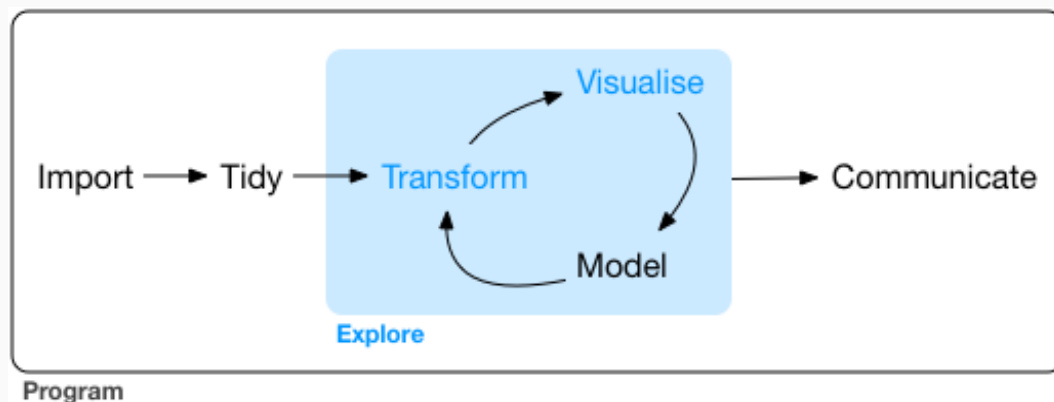 Visualise
Import Tidy Transform Communicate
Model
Explore
Program